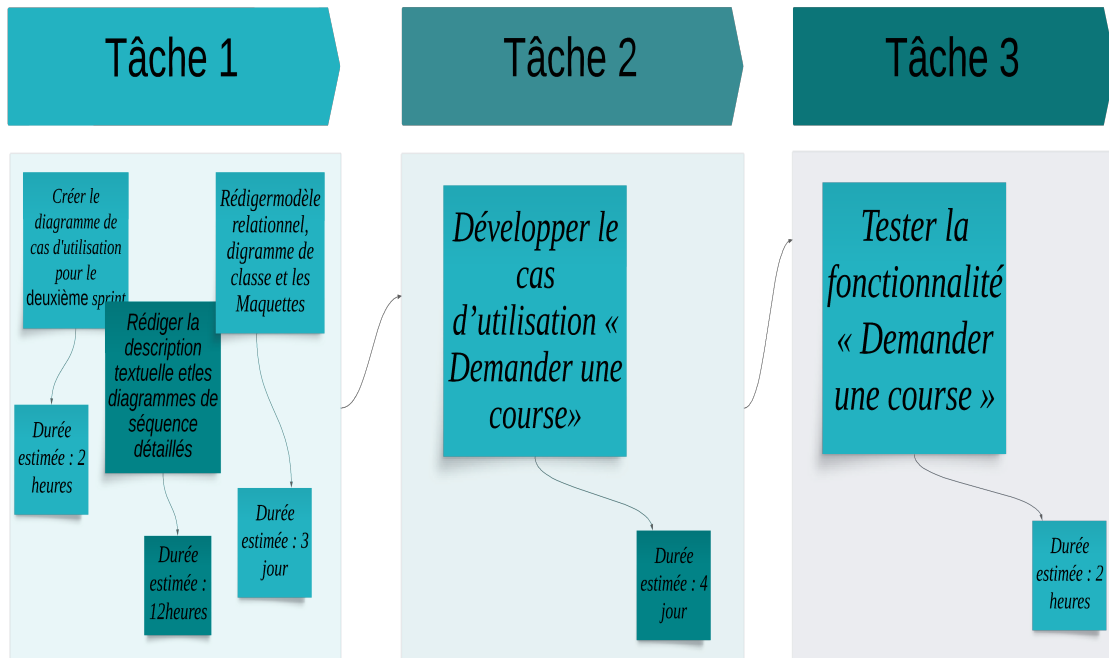 Tâche 1
Tâche 2
Tâche 3
Créer le
diagramme de
cas d'utilisation
pour le
deuxième sprint
Rédigermodèle
relationnel,
digramme de
classe et les
Maquettes
Rédiger la
description
textuelle etles
diagrammes de
séquence
détaillés
Durée
estimée : 2
heures
Durée
estimée :
12heures
Durée
estimée : 3
jour
Développer le
cas
d’utilisation «
Demander une
course»
Durée
estimée : 4
jour
Tester la
fonctionnalité
« Demander
une course »
Durée
estimée : 2
heures